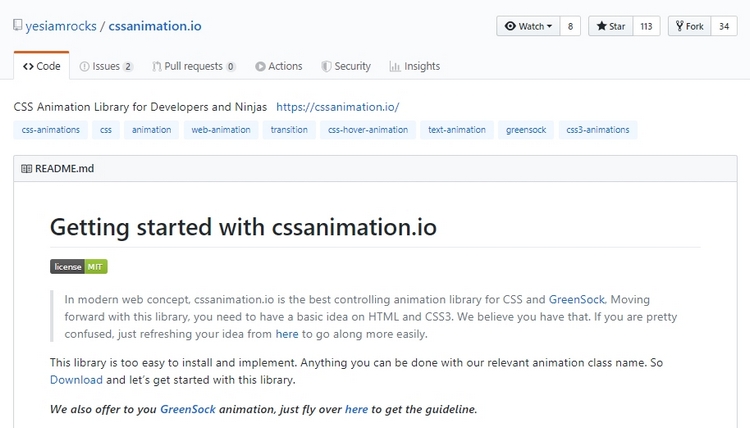 yesiamrocks / cssanimation.io
Watch 8 Star 113 Fork 34
Code Issues 2 Pull requests 0 Actions Security Insights
CSS Animation Library for Developers and Ninjas https://cssanimation.io/
css-animations css animation web-animation transition css-hover-animation text-animation greensock css3-animations
README.md
Getting started with cssanimation.io
license MIT
In modern web concept, cssanimation.io is the best controlling animation library for CSS and GreenSock. Moving
forward with this library, you need to have a basic idea on HTML and CSS3. We believe you have that. If you are pretty
confused, just refreshing your idea from here to go along more easily.
This library is too easy to install and implement. Anything you can be done with our relevant animation class name. So
Download and let's get started with this library.
We also offer to you GreenSock animation, just fly over here to get the guideline.